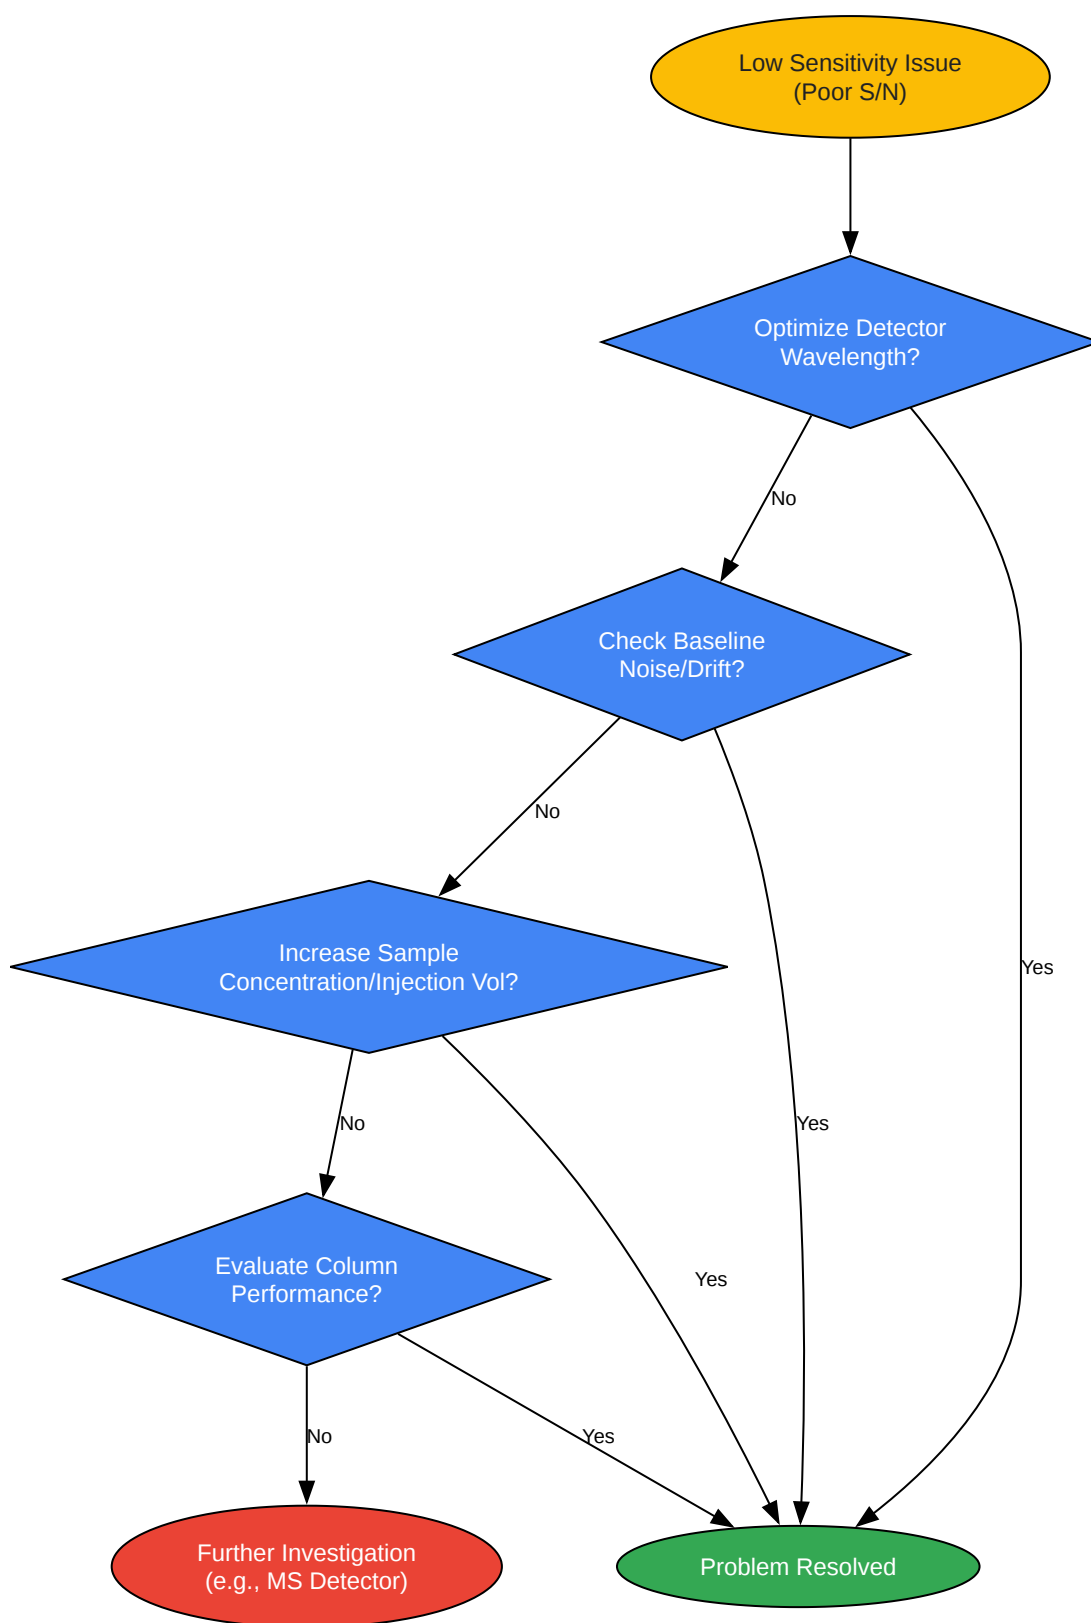 Low Sensitivity Issue
(Poor S/N)
Optimize Detector
Wavelength?
No
Check Baseline
Noise/Drift?
No
Increase Sample
Concentration/Injection Vol?
Yes
No
Yes
Evaluate Column
Performance?
Yes
No
Yes
Further Investigation
(e.g., MS Detector)
Problem Resolved